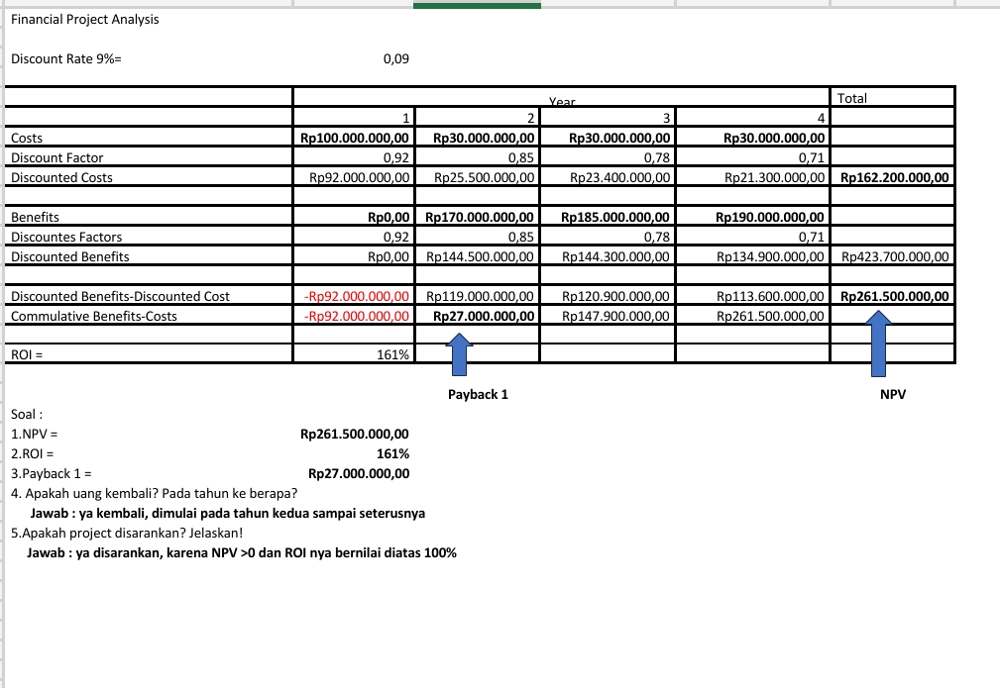 Financial Project Analysis
Discount Rate 9%= 0,09
Year Total
1 2 3 4
Costs Rp100.000.000,00 Rp30.000.000,00 Rp30.000.000,00 Rp30.000.000,00
Discount Factor 0,92 0,85 0,78 0,71
Discounted Costs Rp92.000.000,00 Rp25.500.000,00 Rp23.400.000,00 Rp21.300.000,00 Rp162.200.000,00
Benefits Rp0,00 Rp170.000.000,00 Rp185.000.000,00 Rp190.000.000,00
Discountes Factors 0,92 0,85 0,78 0,71
Discounted Benefits Rp0,00 Rp144.500.000,00 Rp144.300.000,00 Rp134.900.000,00 Rp423.700.000,00
Discounted Benefits-Discounted Cost -Rp92.000.000,00 Rp119.000.000,00 Rp120.900.000,00 Rp113.600.000,00 Rp261.500.000,00
Commulative Benefits-Costs -Rp92.000.000,00 Rp27.000.000,00 Rp147.900.000,00 Rp261.500.000,00
ROI = 161%
Payback 1 NPV
Soal :
1.NPV = Rp261.500.000,00
2.ROI = 161%
3.Payback 1 = Rp27.000.000,00
4. Apakah uang kembali? Pada tahun ke berapa?
Jawab : ya kembali, dimulai pada tahun kedua sampai seterusnya
5.Apakah project disarankan? Jelaskan!
Jawab : ya disarankan, karena NPV >0 dan ROI nya bernilai diatas 100%